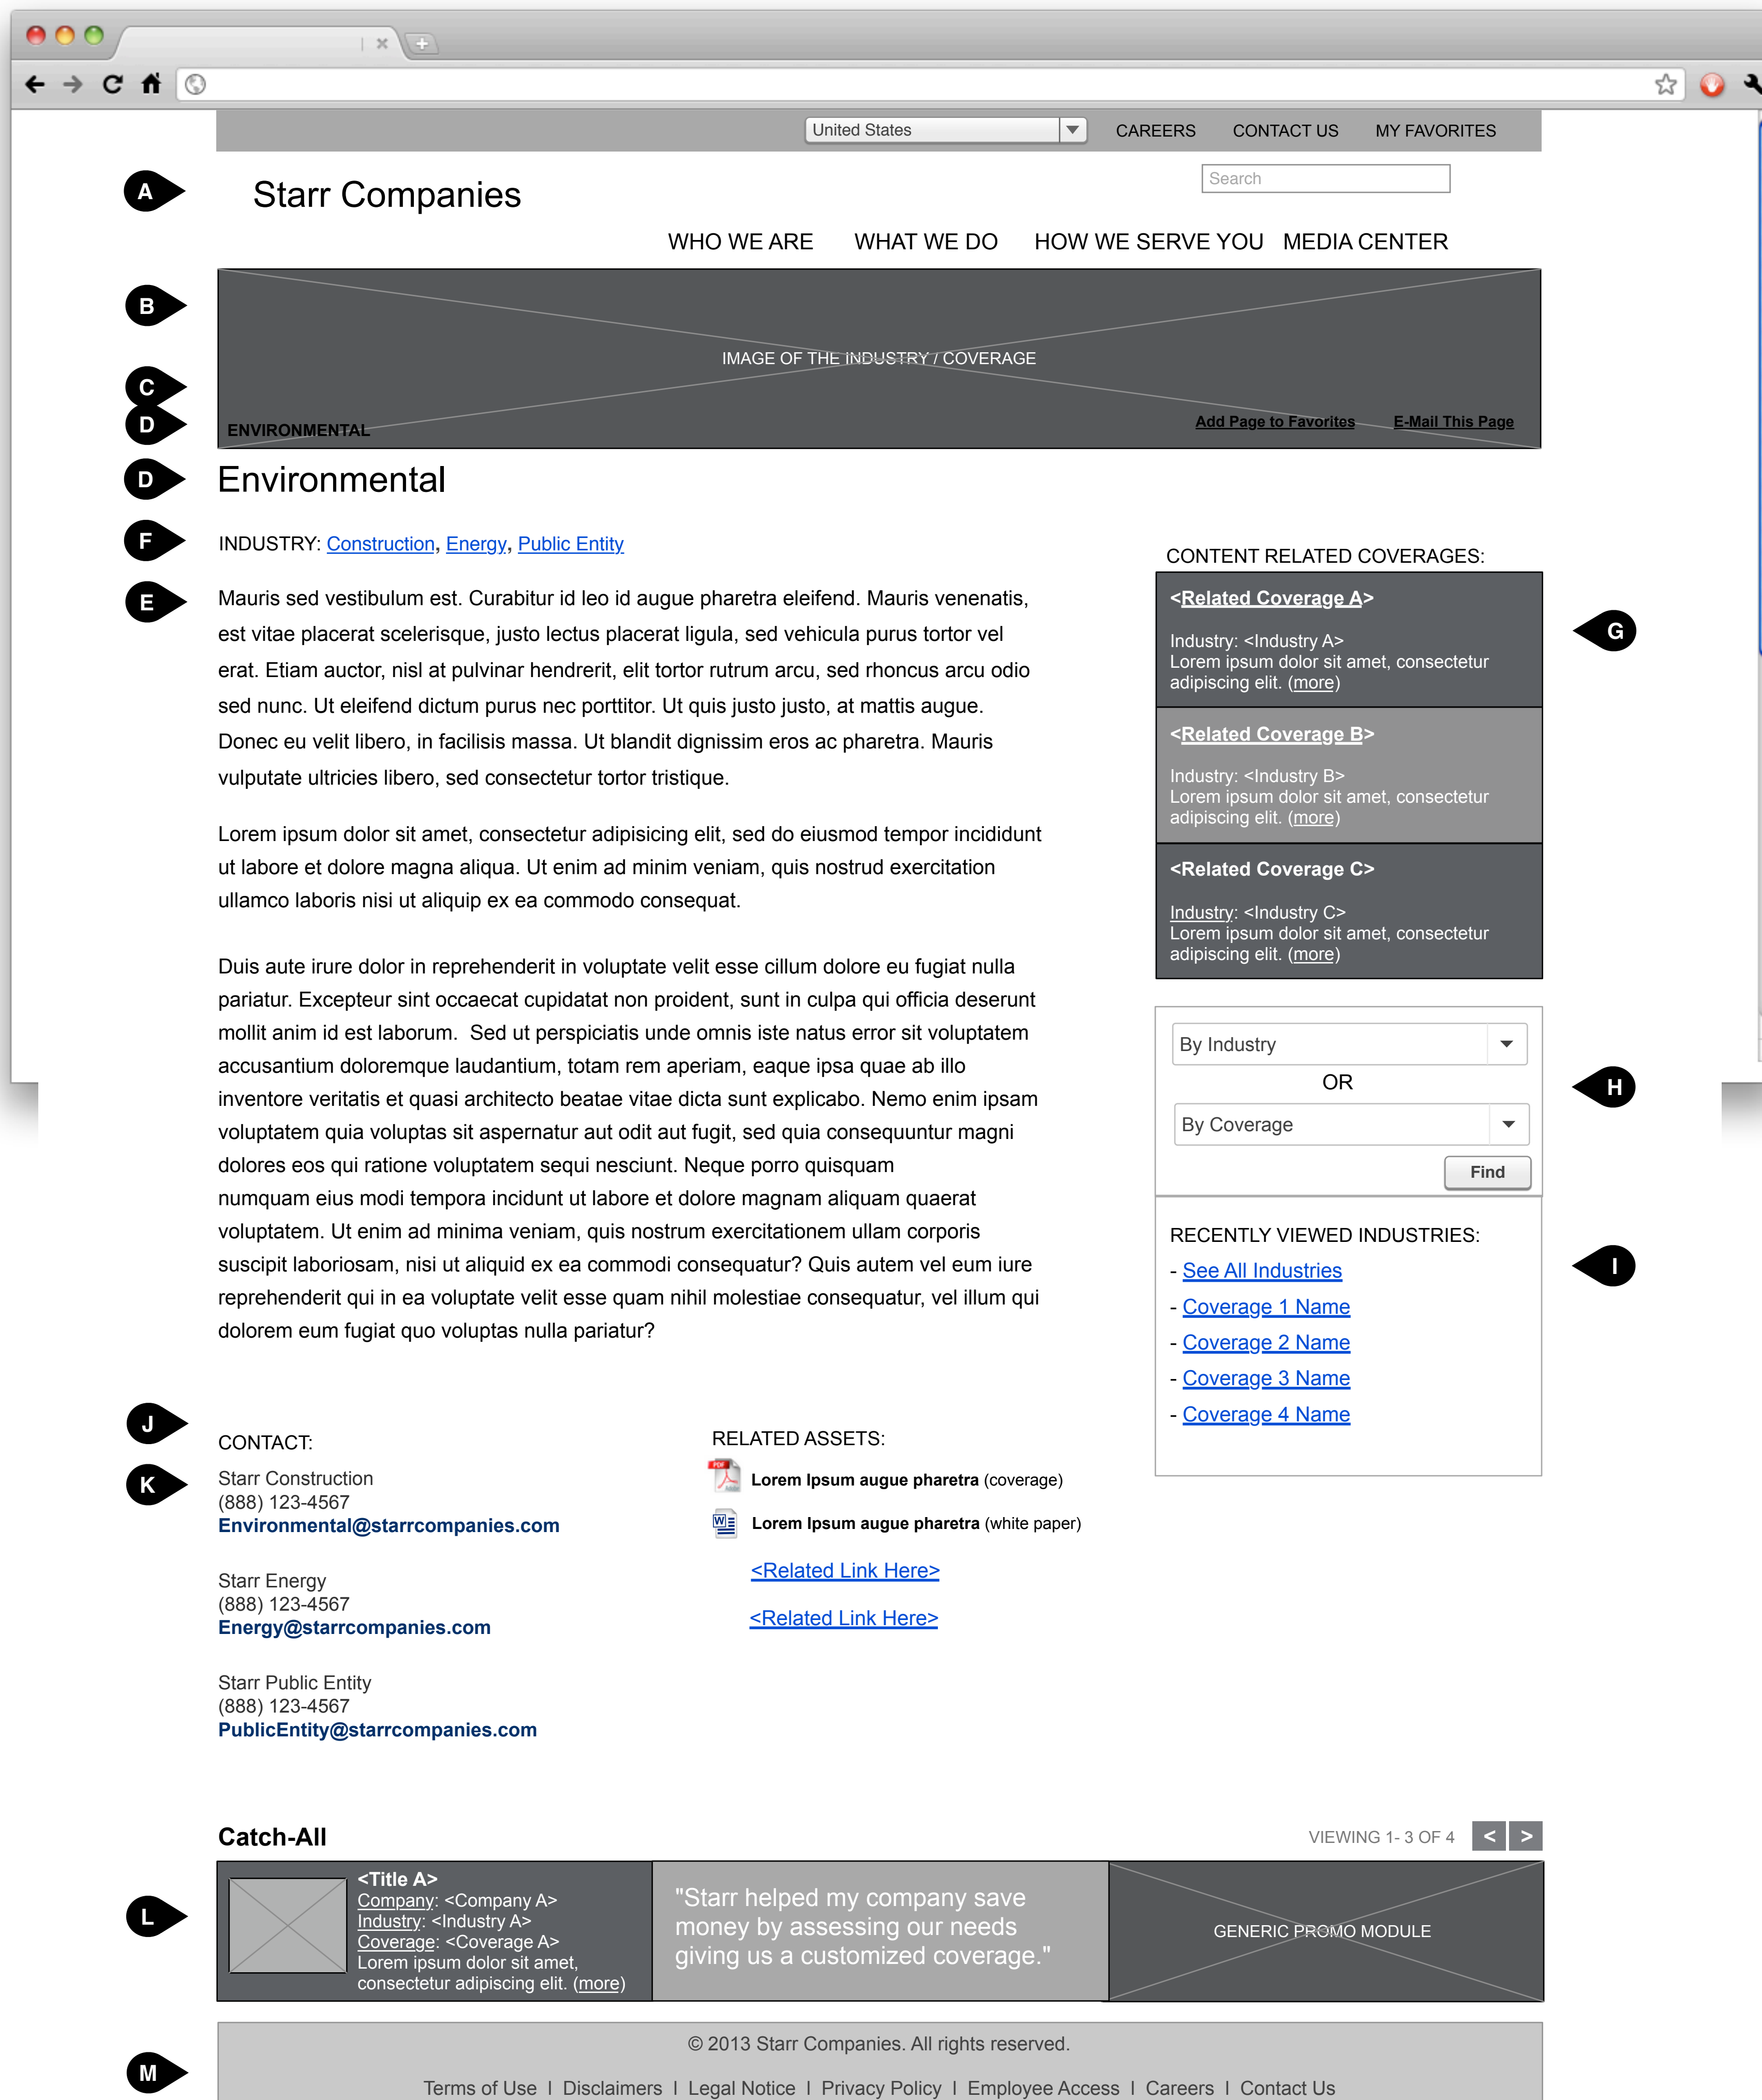 United States
CAREERS
CONTACT US
MY FAVORITES
A
Starr Companies
Search
WHO WE ARE
WHAT WE DO
HOW WE SERVE YOU
MEDIA CENTER
B
IMAGE OF THE INDUSTRY / COVERAGE
C
D
ENVIRONMENTAL
Add Page to Favorites
E-Mail This Page
D
Environmental
F
INDUSTRY: Construction, Energy, Public Entity
E
Mauris sed vestibulum est. Curabitur id leo id augue pharetra eleifend. Mauris venenatis,
est vitae placerat scelerisque, justo lectus placerat ligula, sed vehicula purus tortor vel
erat. Etiam auctor, nisl at pulvinar hendrerit, elit tortor rutrum arcu, sed rhoncus arcu odio
sed nunc. Ut eleifend dictum purus nec porttitor. Ut quis justo justo, at mattis augue.
Donec eu velit libero, in facilisis massa. Ut blandit dignissim eros ac pharetra. Mauris
vulputate ultricies libero, sed consectetur tortor tristique.
Lorem ipsum dolor sit amet, consectetur adipisicing elit, sed do eiusmod tempor incididunt
ut labore et dolore magna aliqua. Ut enim ad minim veniam, quis nostrud exercitation
ullamco laboris nisi ut aliquip ex ea commodo consequat.
Duis aute irure dolor in reprehenderit in voluptate velit esse cillum dolore eu fugiat nulla
pariatur. Excepteur sint occaecat cupidatat non proident, sunt in culpa qui officia deserunt
mollit anim id est laborum.  Sed ut perspiciatis unde omnis iste natus error sit voluptatem
accusantium doloremque laudantium, totam rem aperiam, eaque ipsa quae ab illo
inventore veritatis et quasi architecto beatae vitae dicta sunt explicabo. Nemo enim ipsam
voluptatem quia voluptas sit aspernatur aut odit aut fugit, sed quia consequuntur magni
dolores eos qui ratione voluptatem sequi nesciunt. Neque porro quisquam
numquam eius modi tempora incidunt ut labore et dolore magnam aliquam quaerat
voluptatem. Ut enim ad minima veniam, quis nostrum exercitationem ullam corporis
suscipit laboriosam, nisi ut aliquid ex ea commodi consequatur? Quis autem vel eum iure
reprehenderit qui in ea voluptate velit esse quam nihil molestiae consequatur, vel illum qui
dolorem eum fugiat quo voluptas nulla pariatur?
CONTENT RELATED COVERAGES:
<Related Coverage A>
Industry: <Industry A>
Lorem ipsum dolor sit amet, consectetur
adipiscing elit. (more)
G
<Related Coverage B>
Industry: <Industry B>
Lorem ipsum dolor sit amet, consectetur
adipiscing elit. (more)
<Related Coverage C>
Industry: <Industry C>
Lorem ipsum dolor sit amet, consectetur
adipiscing elit. (more)
By Industry
OR
H
By Coverage
Find
RECENTLY VIEWED INDUSTRIES:
I
- See All Industries
- Coverage 1 Name
- Coverage 2 Name
- Coverage 3 Name
- Coverage 4 Name
J
CONTACT:
K
Starr Construction
(888) 123-4567
Environmental@starrcompanies.com
Starr Energy
(888) 123-4567
Energy@starrcompanies.com
Starr Public Entity
(888) 123-4567
PublicEntity@starrcompanies.com
RELATED ASSETS:
PDF
Lorem Ipsum augue pharetra (coverage)
W
Lorem Ipsum augue pharetra (white paper)
<Related Link Here>
<Related Link Here>
Catch-All
VIEWING 1- 3 OF 4
<
>
L
<Title A>
Company: <Company A>
Industry: <Industry A>
Coverage: <Coverage A>
Lorem ipsum dolor sit amet,
consectetur adipiscing elit. (more)
"Starr helped my company save
money by assessing our needs
giving us a customized coverage."
GENERIC PROMO MODULE
M
© 2013 Starr Companies. All rights reserved.
Terms of Use I Disclaimers I Legal Notice I Privacy Policy I Employee Access I Careers I Contact Us